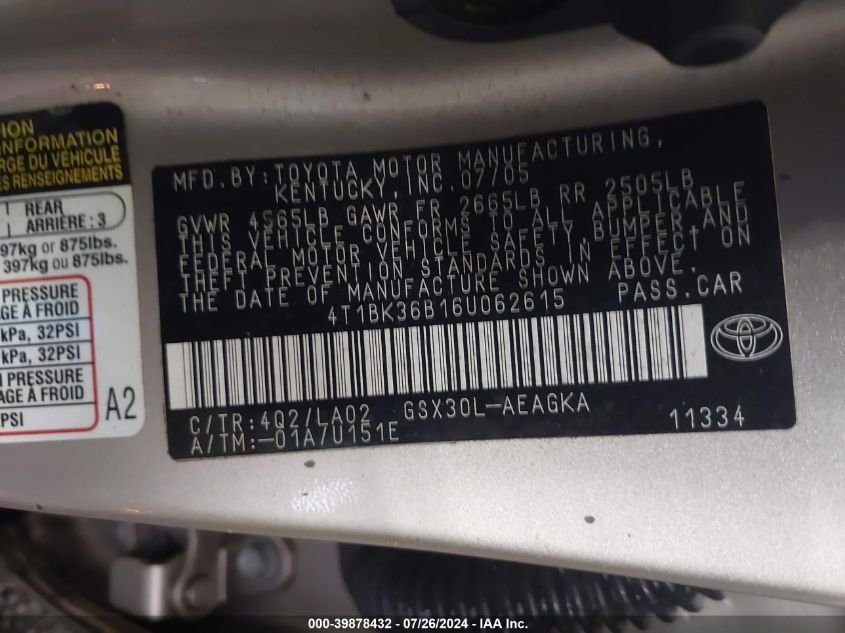 ION
INFORMATION
RGE DU VÉHICULE
ES RENSEIGNEMENTS
REAR
ARRIÈRE : 3
97kg or 875lbs.
397kg ou 875lbs.
PRESSURE
AGE À FROID
kPa, 32PSI
kPa, 32PSI
PRESSURE
AGE À FROID
PSI
A2
MFD. BY: TOYOTA MOTOR MANUFACTURING,
KENTUCKY, INC. 07/05
GVWR 4565LB GAWR FR 2665LB RR 2505LB
THIS VEHICLE CONFORMS TO ALL APPLICABLE
FEDERAL MOTOR VEHICLE SAFETY, BUMPER, AND
THEFT PREVENTION STANDARDS IN EFFECT ON
THE DATE OF MANUFACTURE SHOWN ABOVE.
4T1BK36B16U062615 PASS. CAR
C/TR: 4Q2/LA02 GSX30L-AEAGKA
A/TM: -01A/U151E 11334
000-39878432 - 07/26/2024 - IAA Inc.